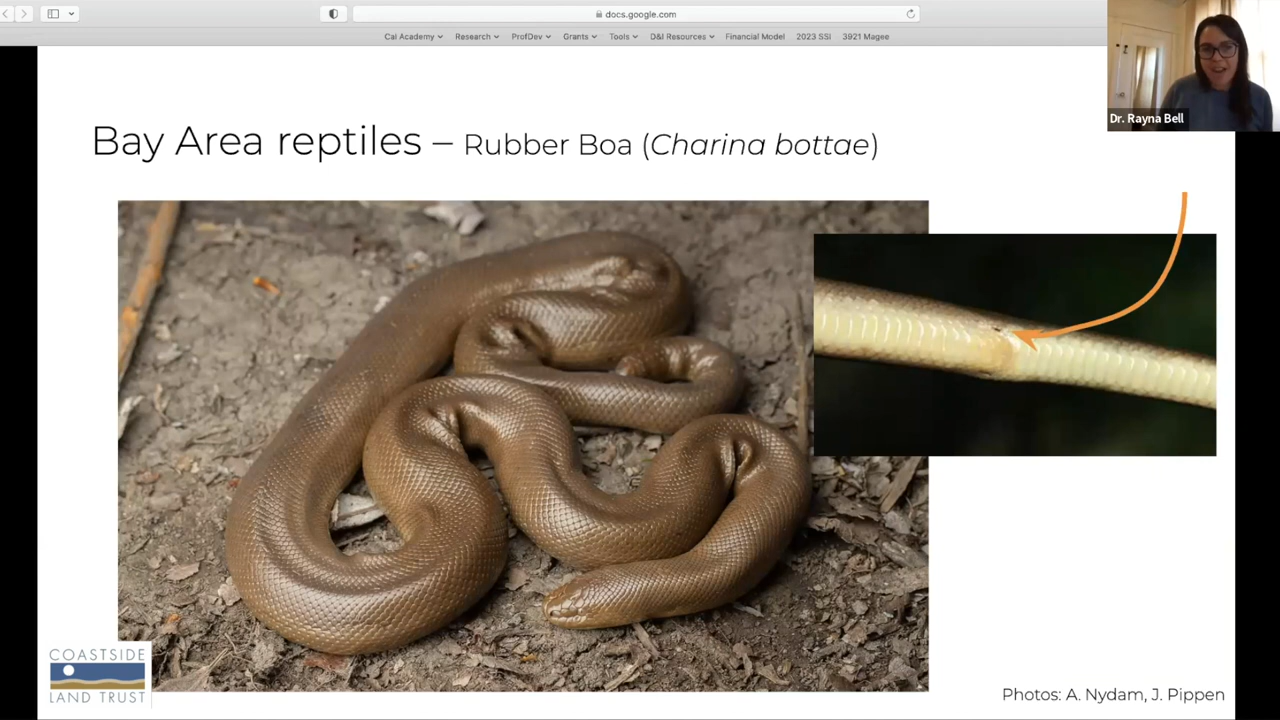 docs.google.com
Cal Academy Research ProfDev Grants Tools D&I Resources Financial Model 2023 SSI 3921 Magee
Dr. Rayna Bell
Bay Area reptiles – Rubber Boa (Charina bottae)
COASTSIDE
LAND TRUST
Photos: A. Nydam, J. Pippen